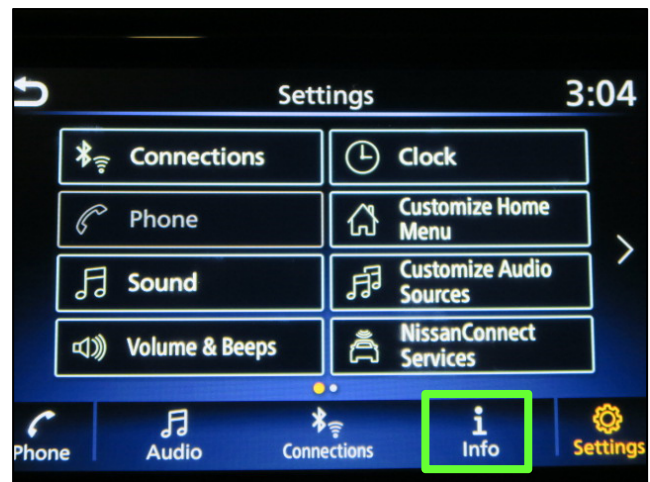 Settings
3:04
Connections
Clock
Phone
Customize Home
Menu
Sound
Customize Audio
Sources
Volume & Beeps
NissanConnect
Services
Phone
Audio
Connections
Info
Settings